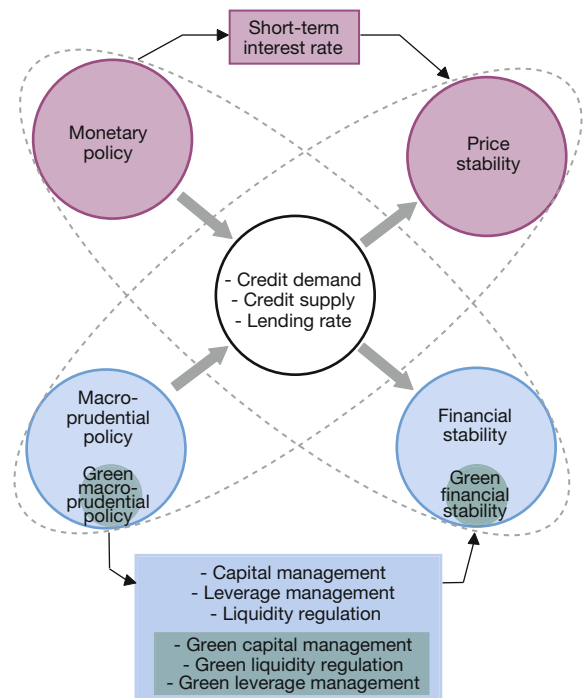 Short-term
interest rate
Monetary
policy
Price
stability
- Credit demand
- Credit supply
- Lending rate
Macro-
prudential
policy
Green
macro-
prudential
policy
Financial
stability
Green
financial
stability
- Capital management
- Leverage management
- Liquidity regulation
- Green capital management
- Green liquidity regulation
- Green leverage management